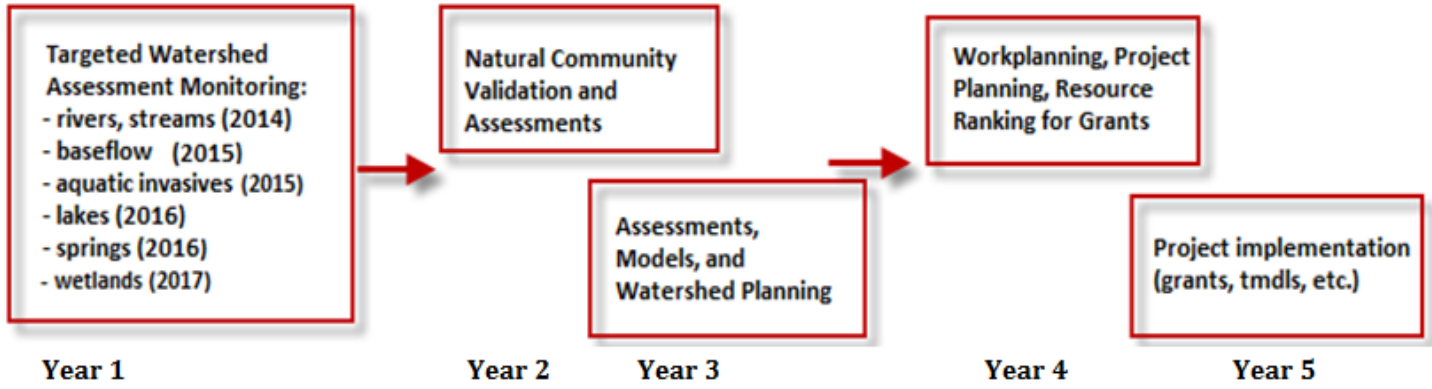 Targeted Watershed
Assessment Monitoring:
- rivers, streams (2014)
- baseflow (2015)
- aquatic invasives (2015)
- lakes (2016)
- springs (2016)
- wetlands (2017)
Natural Community
Validation and
Assessments
Assessments,
Models, and
Watershed Planning
Workplanning, Project
Planning, Resource
Ranking for Grants
Project implementation
(grants, tmdls, etc.)
Year 1
Year 2
Year 3
Year 4
Year 5